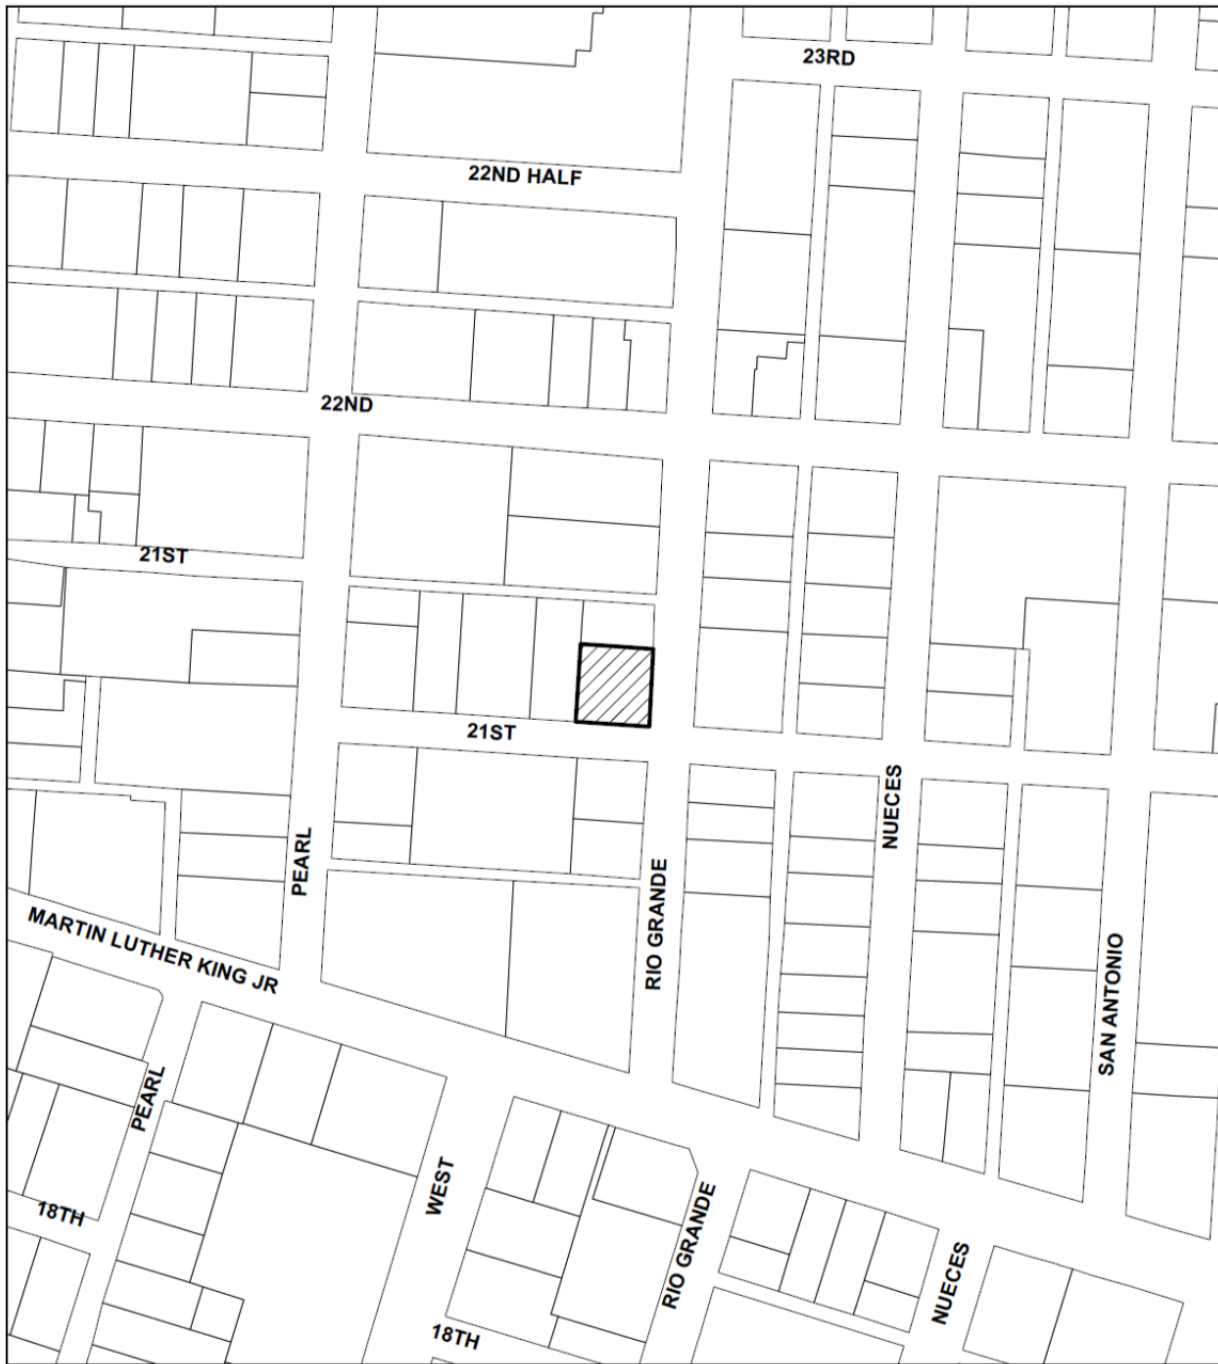 23RD
22ND HALF
22ND
21ST
21ST
NUECES
PEARL
RIO GRANDE
MARTIN LUTHER KING JR
SAN ANTONIO
PEARL
WEST
RIO GRANDE
18TH
NUECES
18TH